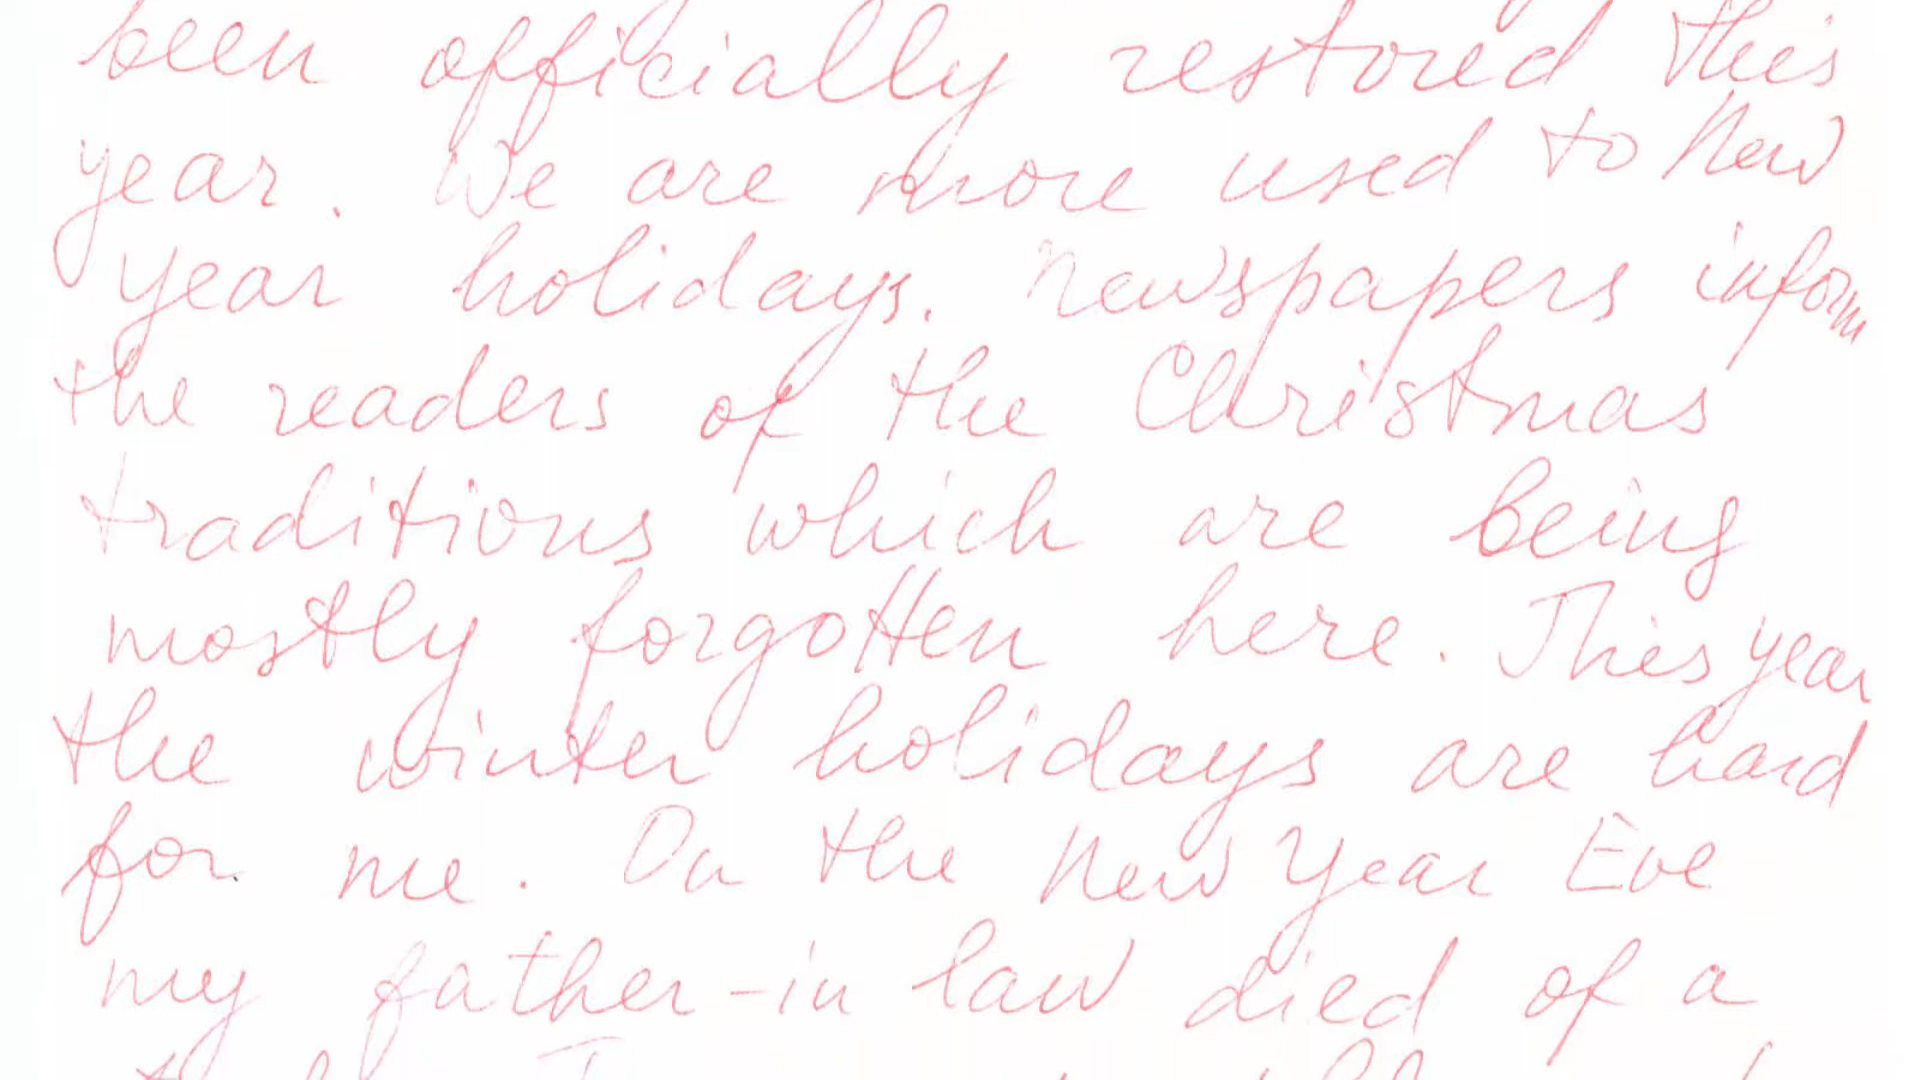 been officially restored this
year. We are more used to New
Year holidays. Newspapers inform
the readers of the Christmas
traditions which are being
mostly forgotten here. This year
the winter holidays are hard
for me. On the New Year Eve
my father-in law died of a